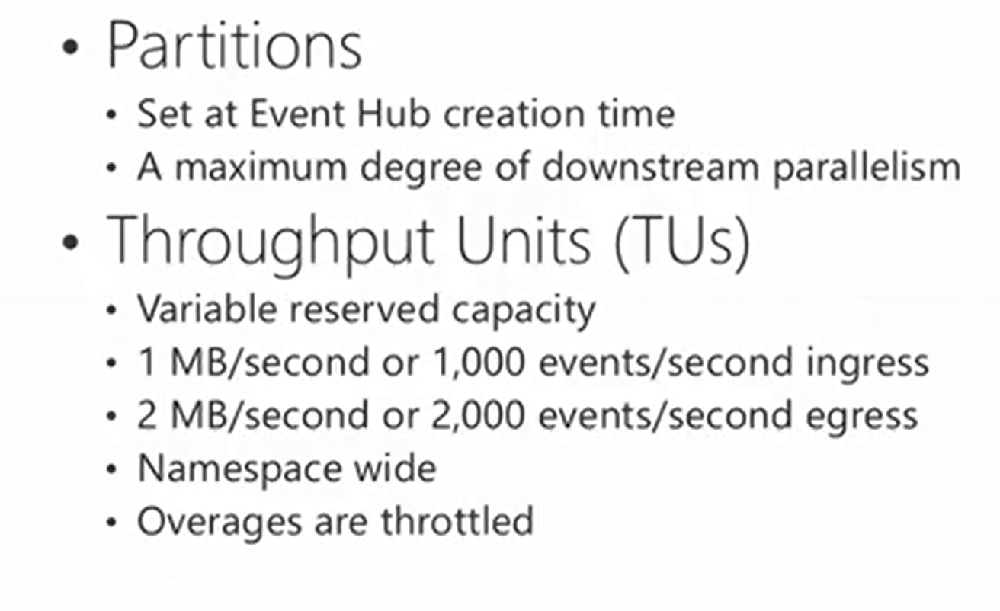 • Partitions
• Set at Event Hub creation time
• A maximum degree of downstream parallelism
• Throughput Units (TUs)
• Variable reserved capacity
• 1 MB/second or 1,000 events/second ingress
• 2 MB/second or 2,000 events/second egress
• Namespace wide
• Overages are throttled